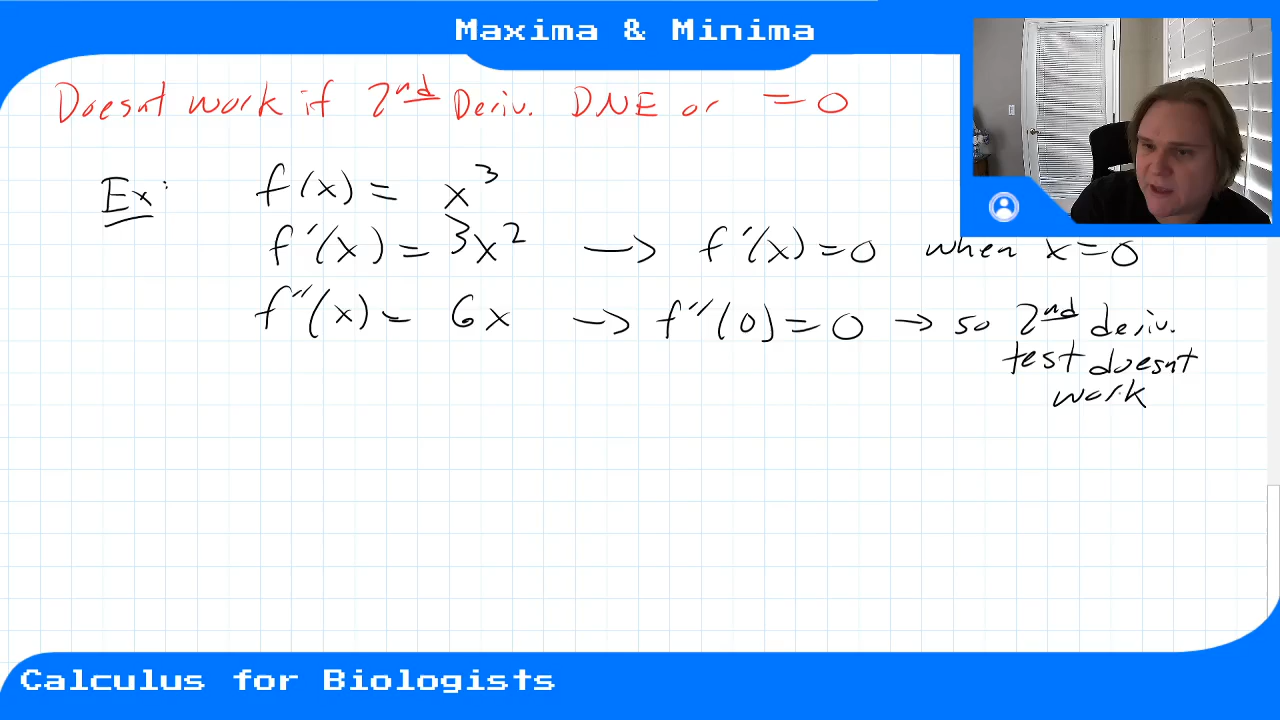 Maxima & Minima
Doesnt work if 2nd Deriv. DNE or = 0
Ex: f(x) = x³
f'(x) = 3x² → f'(x) = 0 when x = 0
f''(x) = 6x → f''(0) = 0 → so 2nd deriv.
test doesnt
work
Calculus for Biologists